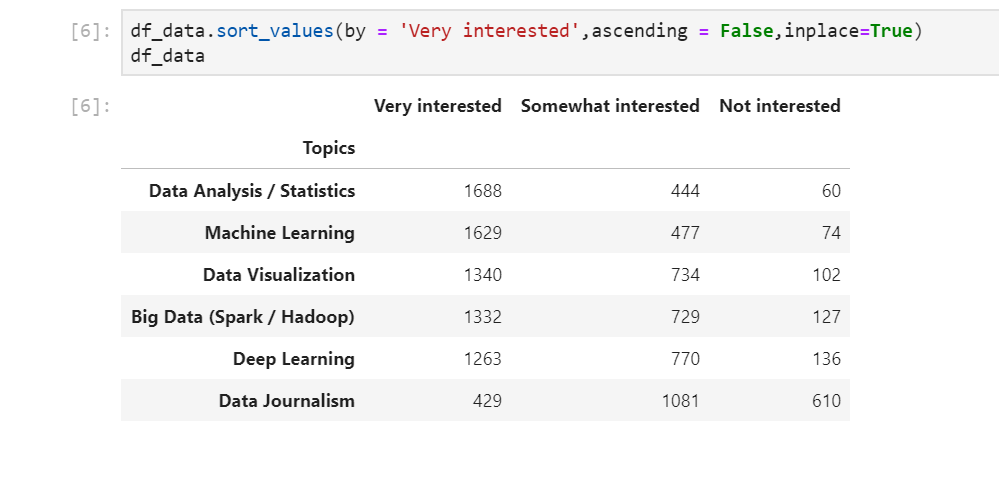 [6]: df_data.sort_values(by = 'Very interested',ascending = False,inplace=True)
df_data
[6]: Very interested Somewhat interested Not interested
Topics
Data Analysis / Statistics 1688 444 60
Machine Learning 1629 477 74
Data Visualization 1340 734 102
Big Data (Spark / Hadoop) 1332 729 127
Deep Learning 1263 770 136
Data Journalism 429 1081 610